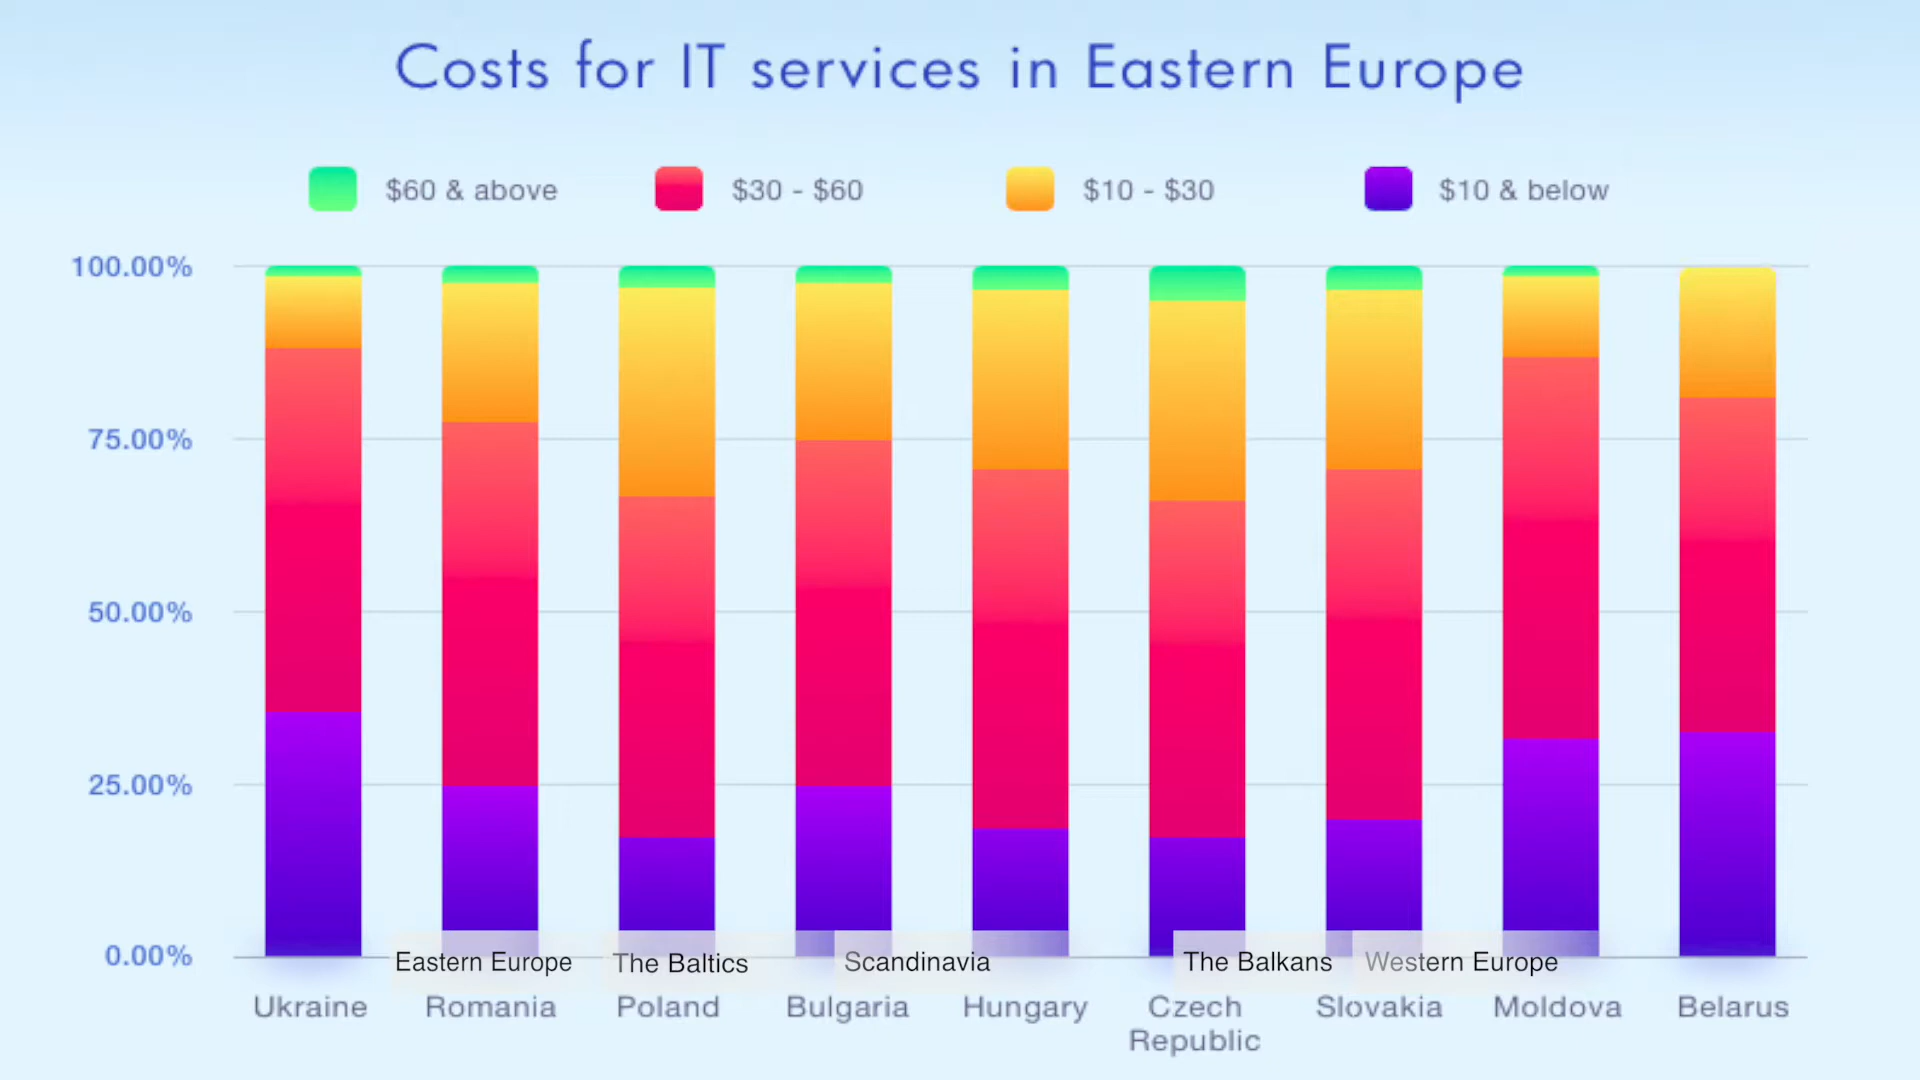 Costs for IT services in Eastern Europe
$60 & above
$30 - $60
$10 - $30
$10 & below
100.00%
75.00%
50.00%
25.00%
0.00%
Eastern Europe
The Baltics
Scandinavia
The Balkans
Western Europe
Ukraine
Romania
Poland
Bulgaria
Hungary
Czech
Republic
Slovakia
Moldova
Belarus